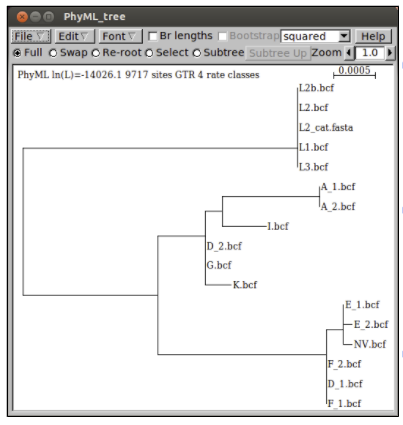 PhyML_tree
File Edit Font Br lengths Bootstrap squared Help
Full Swap Re-root Select Subtree Subtree Up Zoom 1.0
PhyML ln(L)=-14026.1 9717 sites GTR 4 rate classes 0.0005
L2b.bcf
L2.bcf
L2_cat.fasta
L1.bcf
L3.bcf
A_1.bcf
A_2.bcf
I.bcf
D_2.bcf
G.bcf
K.bcf
E_1.bcf
E_2.bcf
NV.bcf
F_2.bcf
D_1.bcf
F_1.bcf